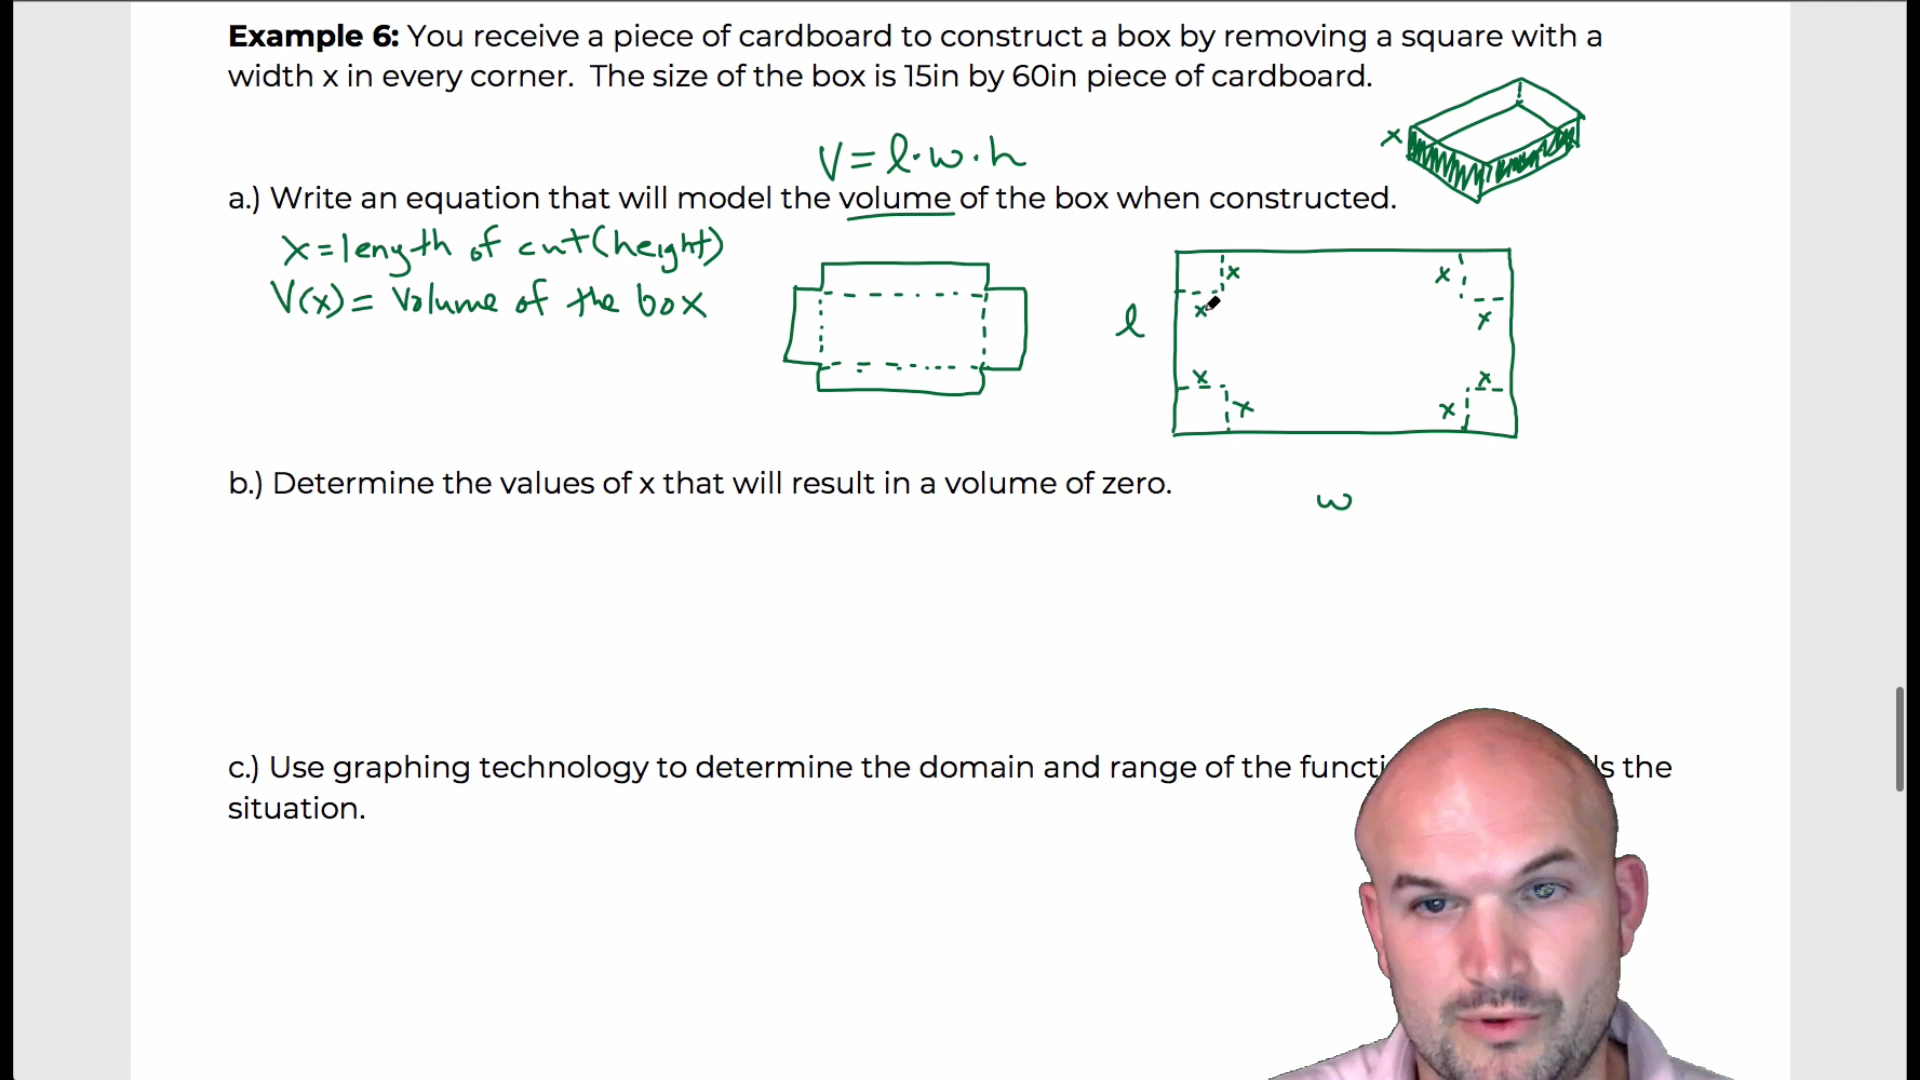 Example 6: You receive a piece of cardboard to construct a box by removing a square with a
width x in every corner. The size of the box is 15in by 60in piece of cardboard.
x
V = l · w · h
a.) Write an equation that will model the volume of the box when constructed.
x = length of cut (height)
V(x) = Volume of the box
x x
x x
l
x x
x x
b.) Determine the values of x that will result in a volume of zero.
w
c.) Use graphing technology to determine the domain and range of the functi s the
situation.